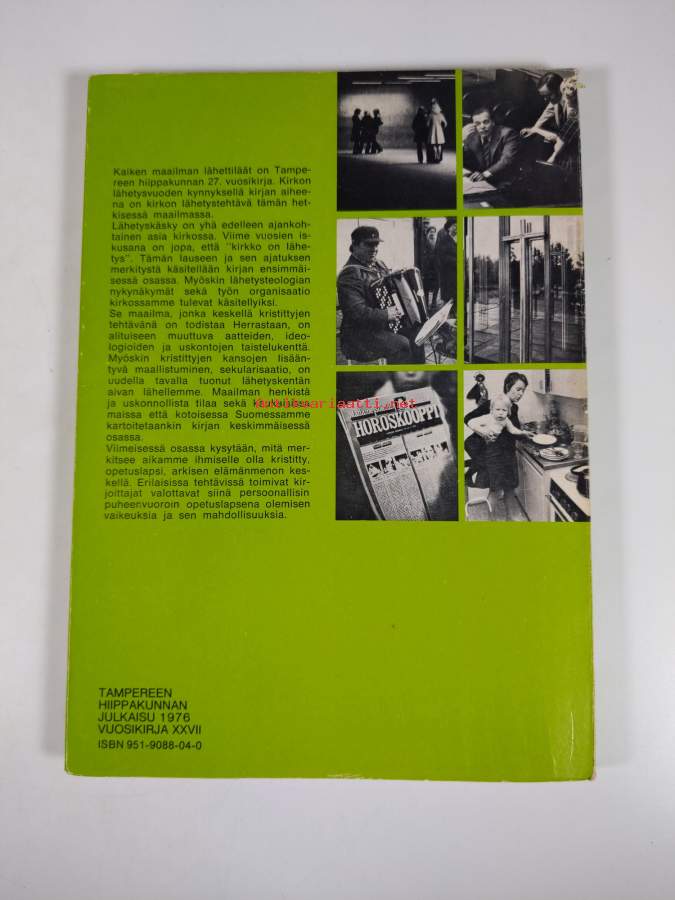 Kaiken maailman lähettiläät on Tampe-
reen hiippakunnan 27. vuosikirja. Kirkon
lähetysvuoden kynnyksellä kirjan aihee-
na on kirkon lähetystehtävä tämän het-
kisessä maailmassa.
Lähetyskäsky on yhä edelleen ajankoh-
tainen asia kirkossa. Viime vuosien is-
kusana on jopa, että "kirkko on lähe-
tys". Tämän lauseen ja sen ajatuksen
merkitystä käsitellään kirjan ensimmäi-
sessä osassa. Myöskin lähetysteologian
nykynäkymät sekä työn organisaatio
kirkossamme tulevat käsitellyiksi.
Se maailma, jonka keskellä kristittyjen
tehtävänä on todistaa Herrastaan, on
alituiseen muuttuva aatteiden, ideo-
logioiden ja uskontojen taistelukenttä.
Myöskin kristittyjen kansojen lisään-
tyvä maallistuminen, sekularisaatio, on
uudella tavalla tuonut lähetyskentän
aivan lähellemme. Maailman henkistä
ja uskonnollista tilaa sekä kaukaisissa
maissa että kotoisessa Suomessamme
kartoitetaankin kirjan keskimmäisessä
osassa.
Viimeisessä osassa kysytään, mitä mer-
kitsee aikamme ihmiselle olla kristitty,
opetuslapsi, arkisen elämänmenon kes-
kellä. Erilaisissa tehtävissä toimivat kir-
joittajat valottavat siinä persoonallisin
puheenvuoroin opetuslapsena olemisen
vaikeuksia ja sen mahdollisuuksia.
HOROSKOOPPI
antikvariaatti.net
TAMPEREEN
HIIPPAKUNNAN
JULKAISU 1976
VUOSIKIRJA XXVII
ISBN 951-9088-04-0